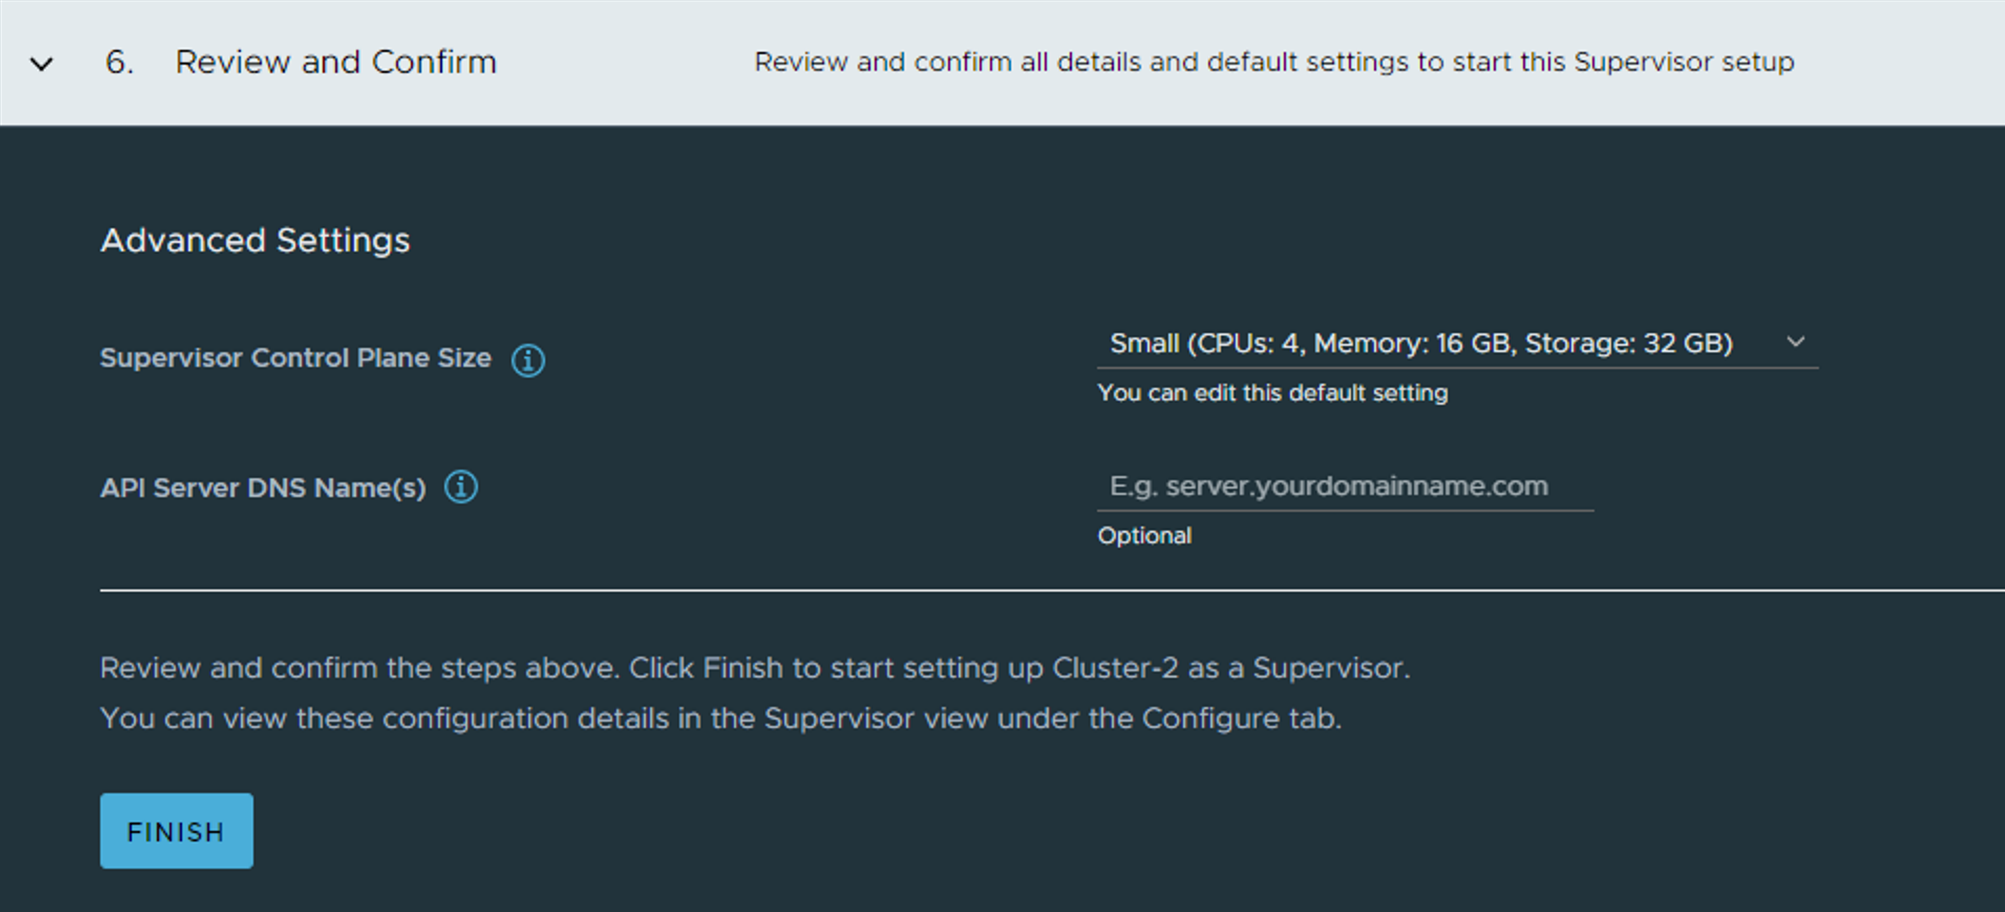 6. Review and Confirm
Review and confirm all details and default settings to start this Supervisor setup
Advanced Settings
Supervisor Control Plane Size
Small (CPUs: 4, Memory: 16 GB, Storage: 32 GB)
You can edit this default setting
API Server DNS Name(s)
E.g. server.yourdomainname.com
Optional
Review and confirm the steps above. Click Finish to start setting up Cluster-2 as a Supervisor.
You can view these configuration details in the Supervisor view under the Configure tab.
FINISH